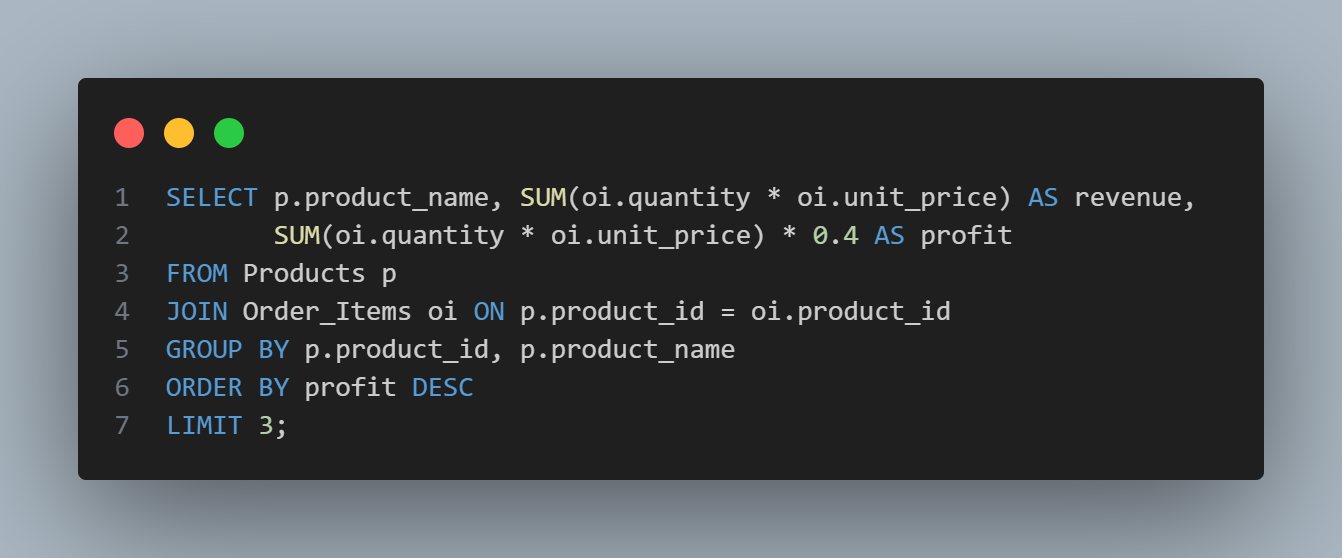 1 SELECT p.product_name, SUM(oi.quantity * oi.unit_price) AS revenue,
2        SUM(oi.quantity * oi.unit_price) * 0.4 AS profit
3 FROM Products p
4 JOIN Order_Items oi ON p.product_id = oi.product_id
5 GROUP BY p.product_id, p.product_name
6 ORDER BY profit DESC
7 LIMIT 3;